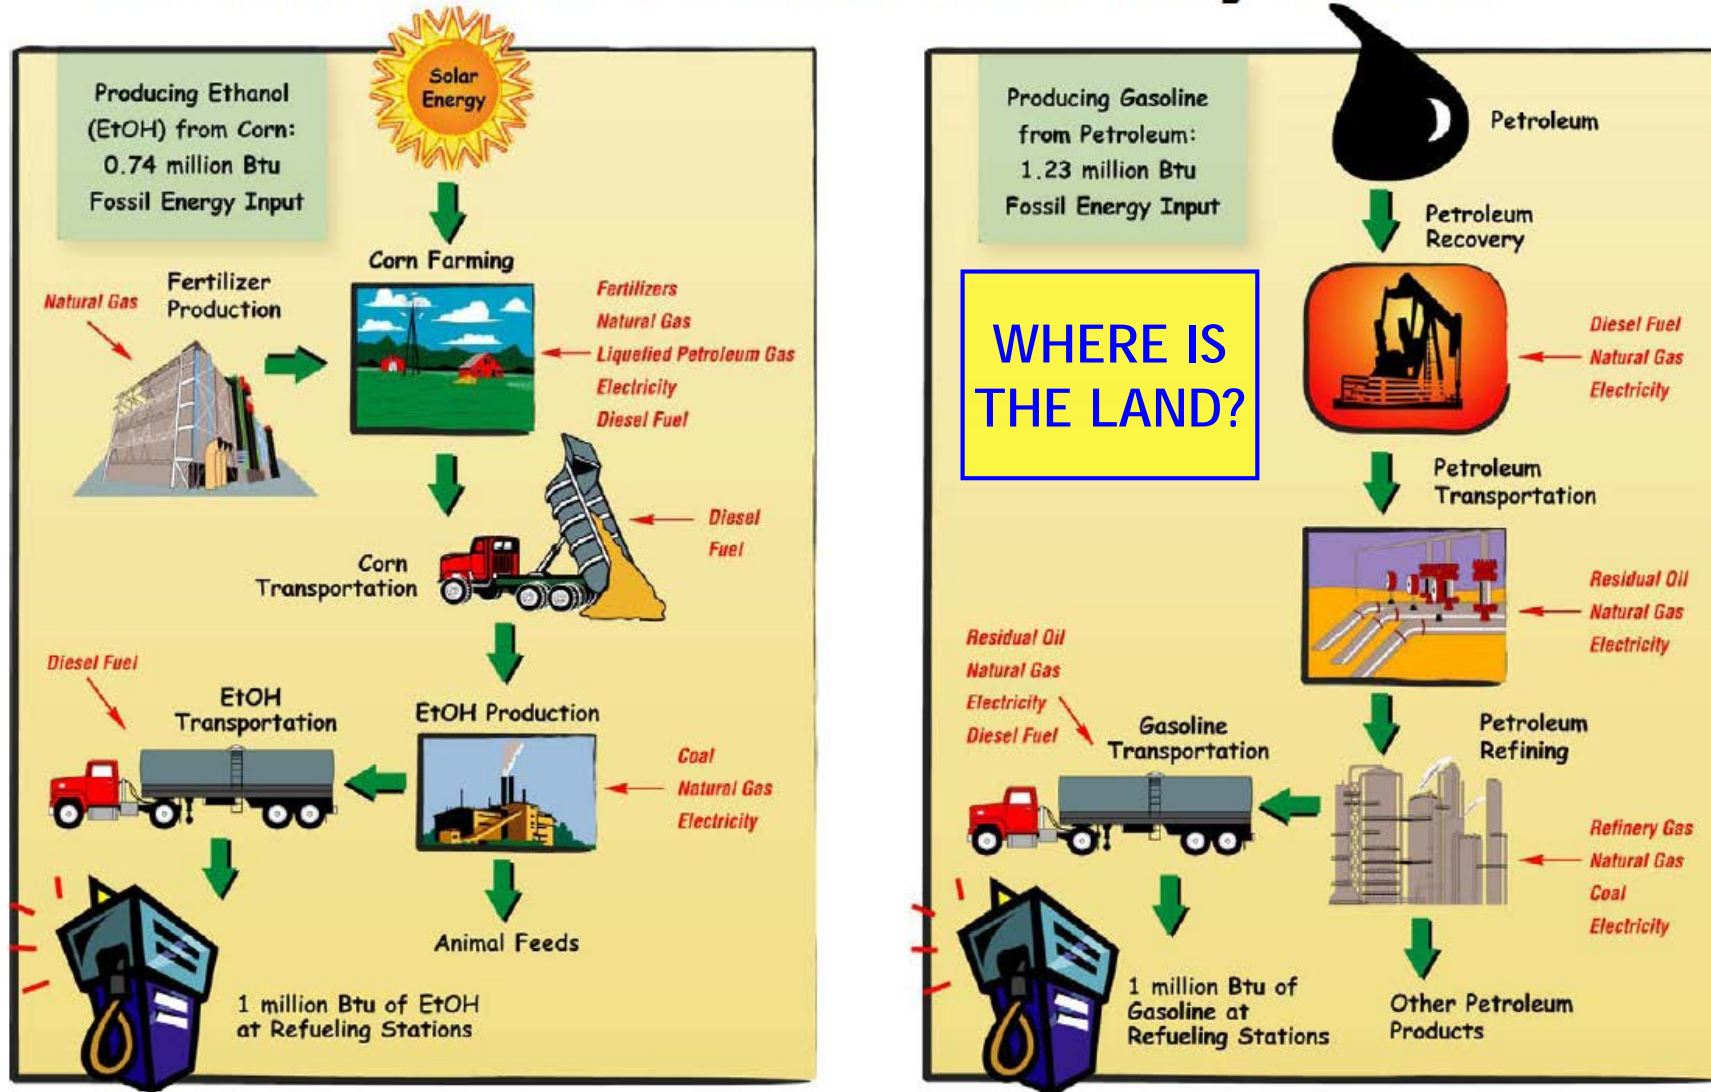 Solar
Energy
Producing Ethanol
(EtOH) from Corn:
0.74 million Btu
Fossil Energy Input
Corn Farming
Fertilizer
Production
Natural Gas
Fertilizers
Natural Gas
Liquefied Petroleum Gas
Electricity
Diesel Fuel
Diesel
Fuel
Corn
Transportation
Diesel Fuel
EtOH
Transportation
EtOH Production
Coal
Natural Gas
Electricity
Animal Feeds
1 million Btu of EtOH
at Refueling Stations
Producing Gasoline
from Petroleum:
1.23 million Btu
Fossil Energy Input
Petroleum
Petroleum
Recovery
WHERE IS
THE LAND?
Diesel Fuel
Natural Gas
Electricity
Petroleum
Transportation
Residual Oil
Natural Gas
Electricity
Residual Oil
Natural Gas
Electricity
Diesel Fuel
Gasoline
Transportation
Petroleum
Refining
Refinery Gas
Natural Gas
Coal
Electricity
1 million Btu of
Gasoline at
Refueling Stations
Other Petroleum
Products